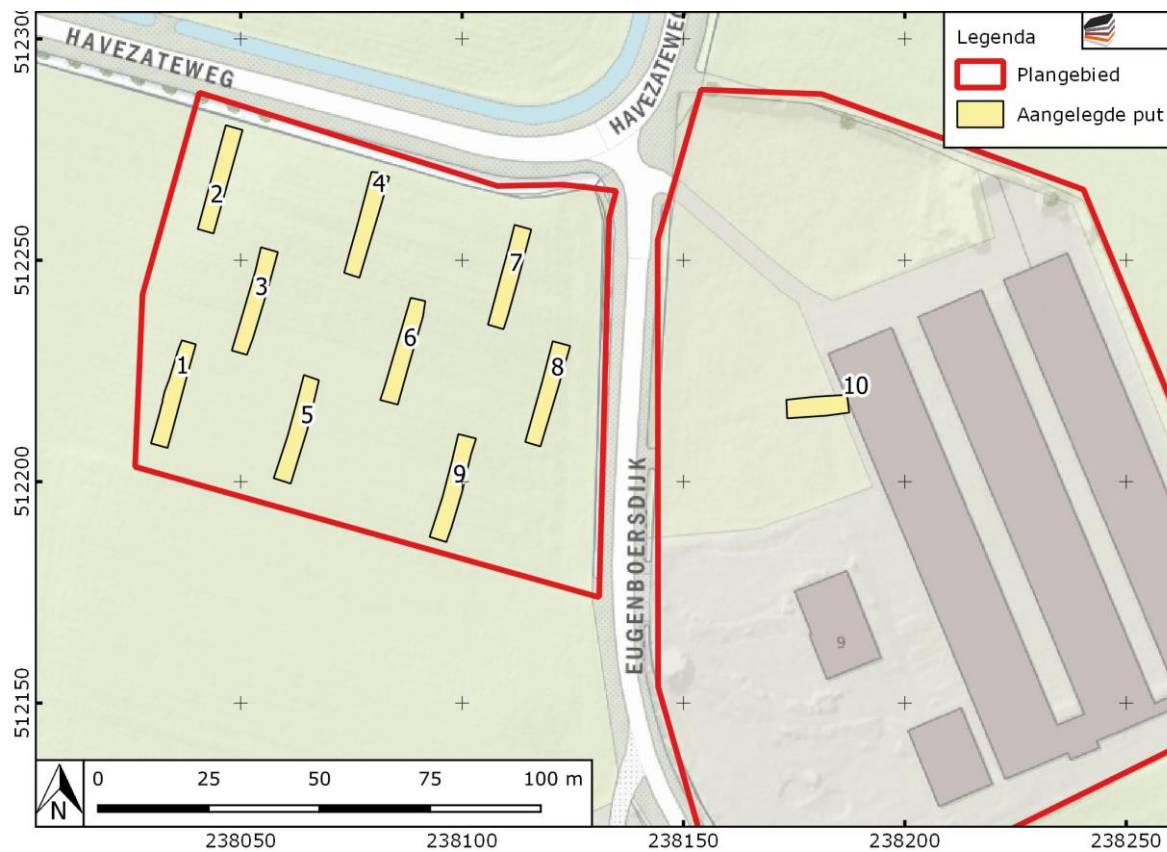 HAVEZATEWEG
HAVEZATEWEG
Legenda
Plangebied
Aangelegde put
512300
512250
512200
512150
2
4
3
7
1
6
8
10
5
9
EUGENBOERSDIJK
9
N
0 25 50 75 100 m
238050 238100 238150 238200 238250